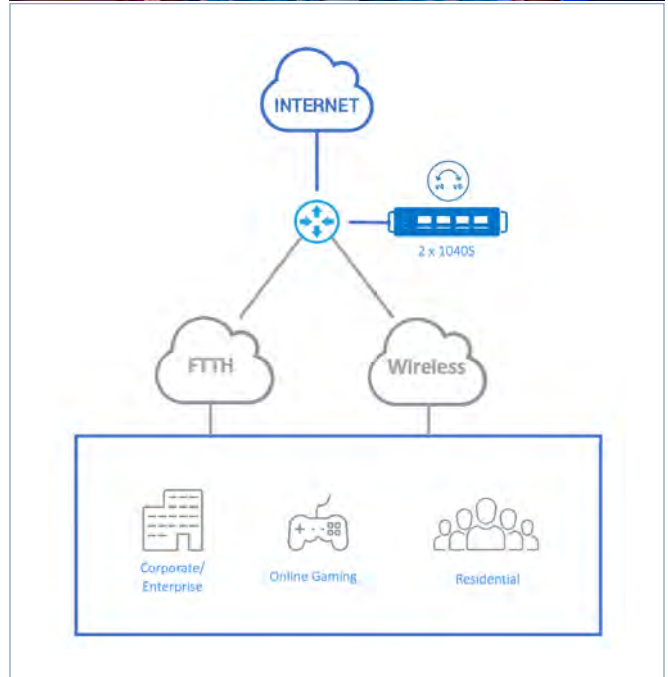 INTERNET
v4 v6
2 x 1040S
FTTH
Wireless
Corporate/
Enterprise
Online Gaming
Residential